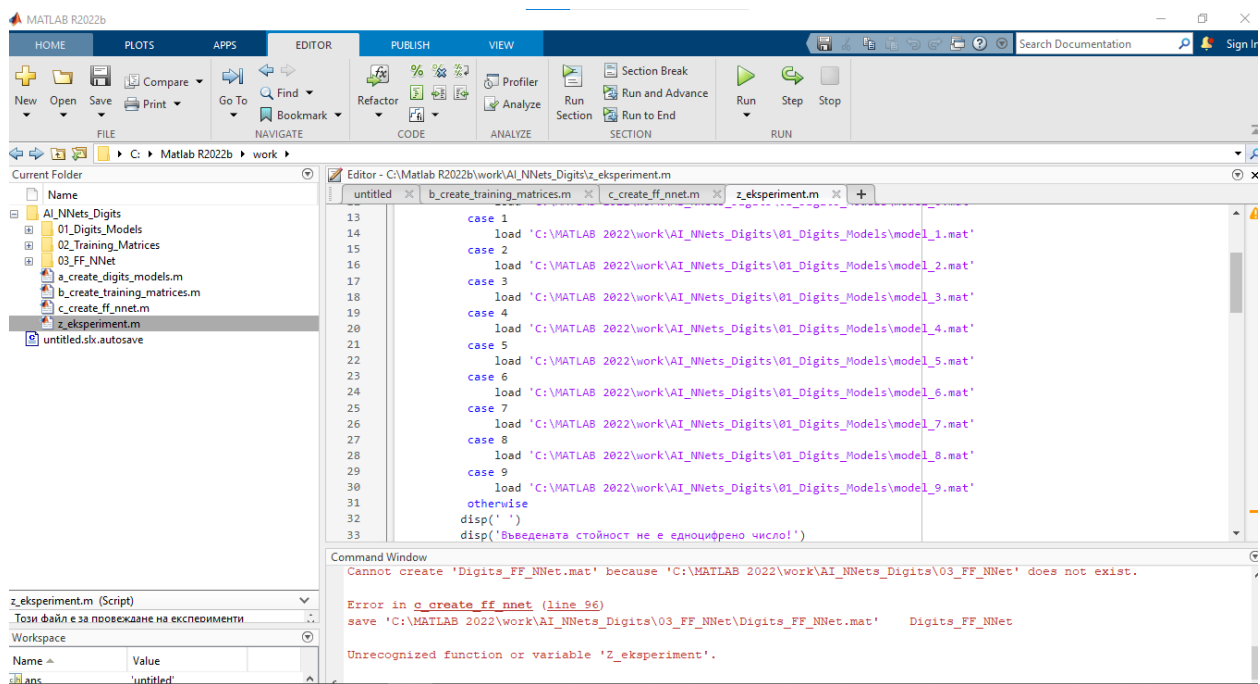 MATLAB R2022b
HOME PLOTS APPS EDITOR PUBLISH VIEW Search Documentation Sign In
New Open Save Compare Print
Go To Find Bookmark
Refactor
Profiler Analyze
Run Section Section Break Run and Advance Run to End
Run Step Stop
FILE NAVIGATE CODE ANALYZE SECTION RUN
C: Matlab R2022b work
Current Folder
Name
AI_NNets_Digits
01_Digits_Models
02_Training_Matrices
03_FF_NNet
a_create_digits_models.m
b_create_training_matrices.m
c_create_ff_nnet.m
z_eksperiment.m
untitled.slx.autosave
z_eksperiment.m (Script)
Този файл е за провеждане на експерименти
Workspace
Name Value
ans 'untitled'
Editor - C:\Matlab R2022b\work\AI_NNets_Digits\z_eksperiment.m
untitled b_create_training_matrices.m c_create_ff_nnet.m z_eksperiment.m
13 case 1
14 load 'C:\MATLAB 2022\work\AI_NNets_Digits\01_Digits_Models\model_1.mat'
15 case 2
16 load 'C:\MATLAB 2022\work\AI_NNets_Digits\01_Digits_Models\model_2.mat'
17 case 3
18 load 'C:\MATLAB 2022\work\AI_NNets_Digits\01_Digits_Models\model_3.mat'
19 case 4
20 load 'C:\MATLAB 2022\work\AI_NNets_Digits\01_Digits_Models\model_4.mat'
21 case 5
22 load 'C:\MATLAB 2022\work\AI_NNets_Digits\01_Digits_Models\model_5.mat'
23 case 6
24 load 'C:\MATLAB 2022\work\AI_NNets_Digits\01_Digits_Models\model_6.mat'
25 case 7
26 load 'C:\MATLAB 2022\work\AI_NNets_Digits\01_Digits_Models\model_7.mat'
27 case 8
28 load 'C:\MATLAB 2022\work\AI_NNets_Digits\01_Digits_Models\model_8.mat'
29 case 9
30 load 'C:\MATLAB 2022\work\AI_NNets_Digits\01_Digits_Models\model_9.mat'
31 otherwise
32 disp(' ')
33 disp('Въведената стойност не е едноцифрено число!')
Command Window
Cannot create 'Digits_FF_NNet.mat' because 'C:\MATLAB 2022\work\AI_NNets_Digits\03_FF_NNet' does not exist.
Error in c_create_ff_nnet (line 96)
save 'C:\MATLAB 2022\work\AI_NNets_Digits\03_FF_NNet\Digits_FF_NNet.mat' Digits_FF_NNet
Unrecognized function or variable 'Z_eksperiment'.